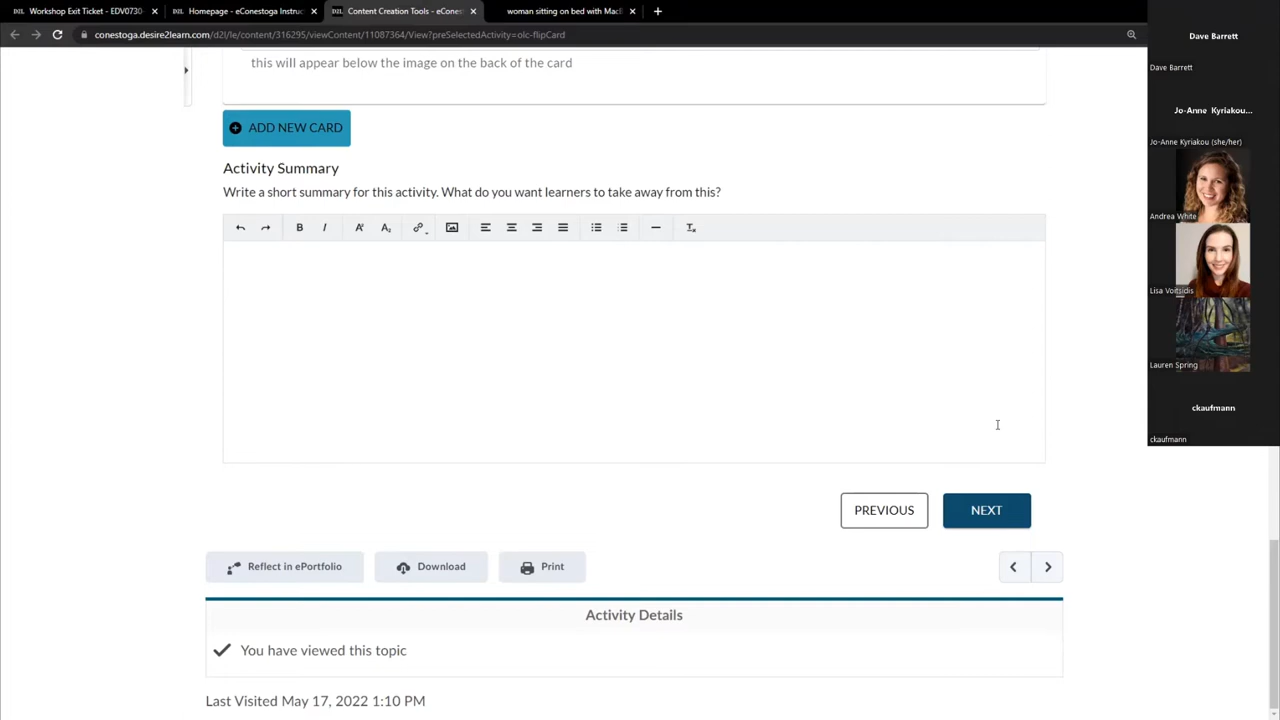 Workshop Exit Ticket - EDV0730
Homepage - eConestoga Instruc
Content Creation Tools - eCones
woman sitting on bed with MacB
conestoga.desire2learn.com/d2l/le/content/316295/viewContent/11087364/View?preSelectedActivity=olc-flipCard
this will appear below the image on the back of the card
ADD NEW CARD
Activity Summary
Write a short summary for this activity. What do you want learners to take away from this?
PREVIOUS
NEXT
Reflect in ePortfolio
Download
Print
Activity Details
You have viewed this topic
Last Visited May 17, 2022 1:10 PM
Dave Barrett
Dave Barrett
Jo-Anne Kyriakou...
Jo-Anne Kyriakou (she/her)
Andrea White
Lisa Voitsidis
Lauren Spring
ckaufmann
ckaufmann